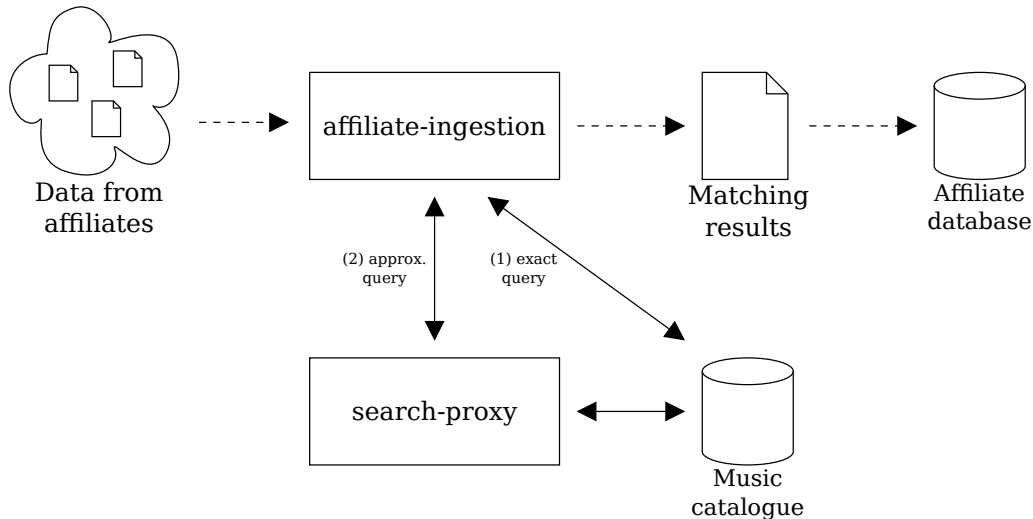 Data from
affiliates
affiliate-ingestion
Matching
results
Affiliate
database
(2) approx.
query
(1) exact
query
search-proxy
Music
catalogue